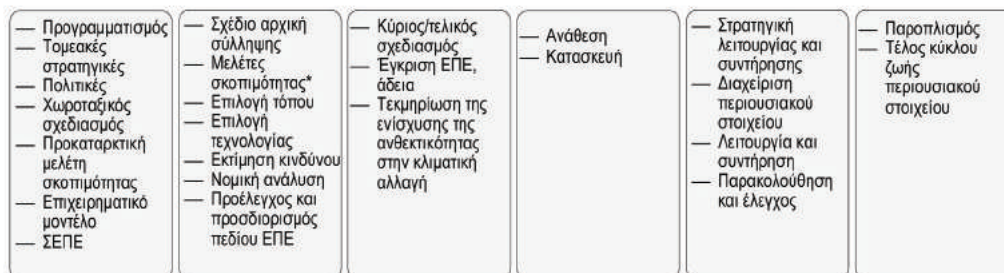 — Προγραμματισμός
— Τομεακές
στρατηγικές
— Πολιτικές
— Χωροταξικός
σχεδιασμός
— Προκαταρκτική
μελέτη
σκοπιμότητας
— Επιχειρηματικό
μοντέλο
— ΣΕΠΕ
— Σχέδιο αρχική
σύλληψης
— Μελέτες
σκοπιμότητας*
— Επιλογή τόπου
— Επιλογή
τεχνολογίας
— Εκτίμηση κινδύνου
— Νομική ανάλυση
— Προέλεγχος και
προσδιορισμός
πεδίου ΕΠΕ
— Κύριος/τελικός
σχεδιασμός
— Έγκριση ΕΠΕ,
άδεια
— Τεκμηρίωση της
ενίσχυσης της
ανθεκτικότητας
στην κλιματική
αλλαγή
— Ανάθεση
— Κατασκευή
— Στρατηγική
λειτουργίας και
συντήρησης
— Διαχείριση
περιουσιακού
στοιχείου
— Λειτουργία και
συντήρηση
— Παρακολούθηση
και έλεγχος
— Παροπλισμός
— Τέλος κύκλου
ζωής
περιουσιακού
στοιχείου